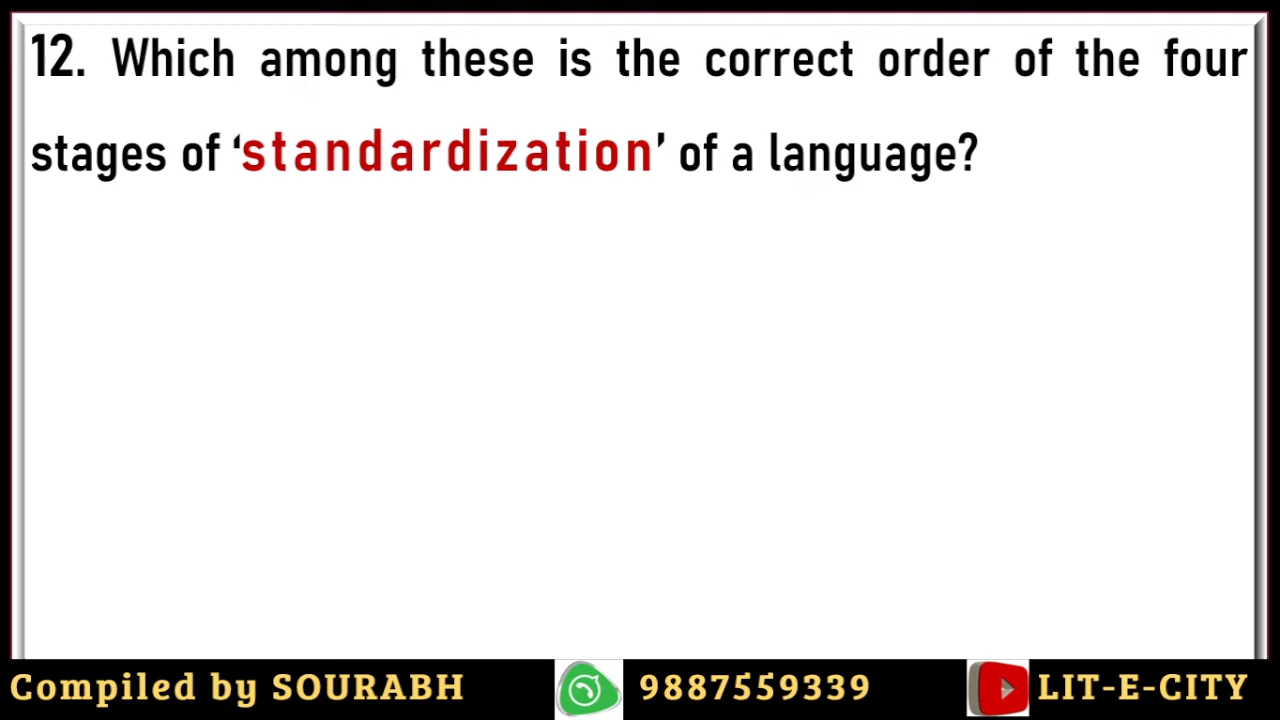 12. Which among these is the correct order of the four
stages of ‘standardization’ of a language?
Compiled by SOURABH 9887559339 LIT-E-CITY